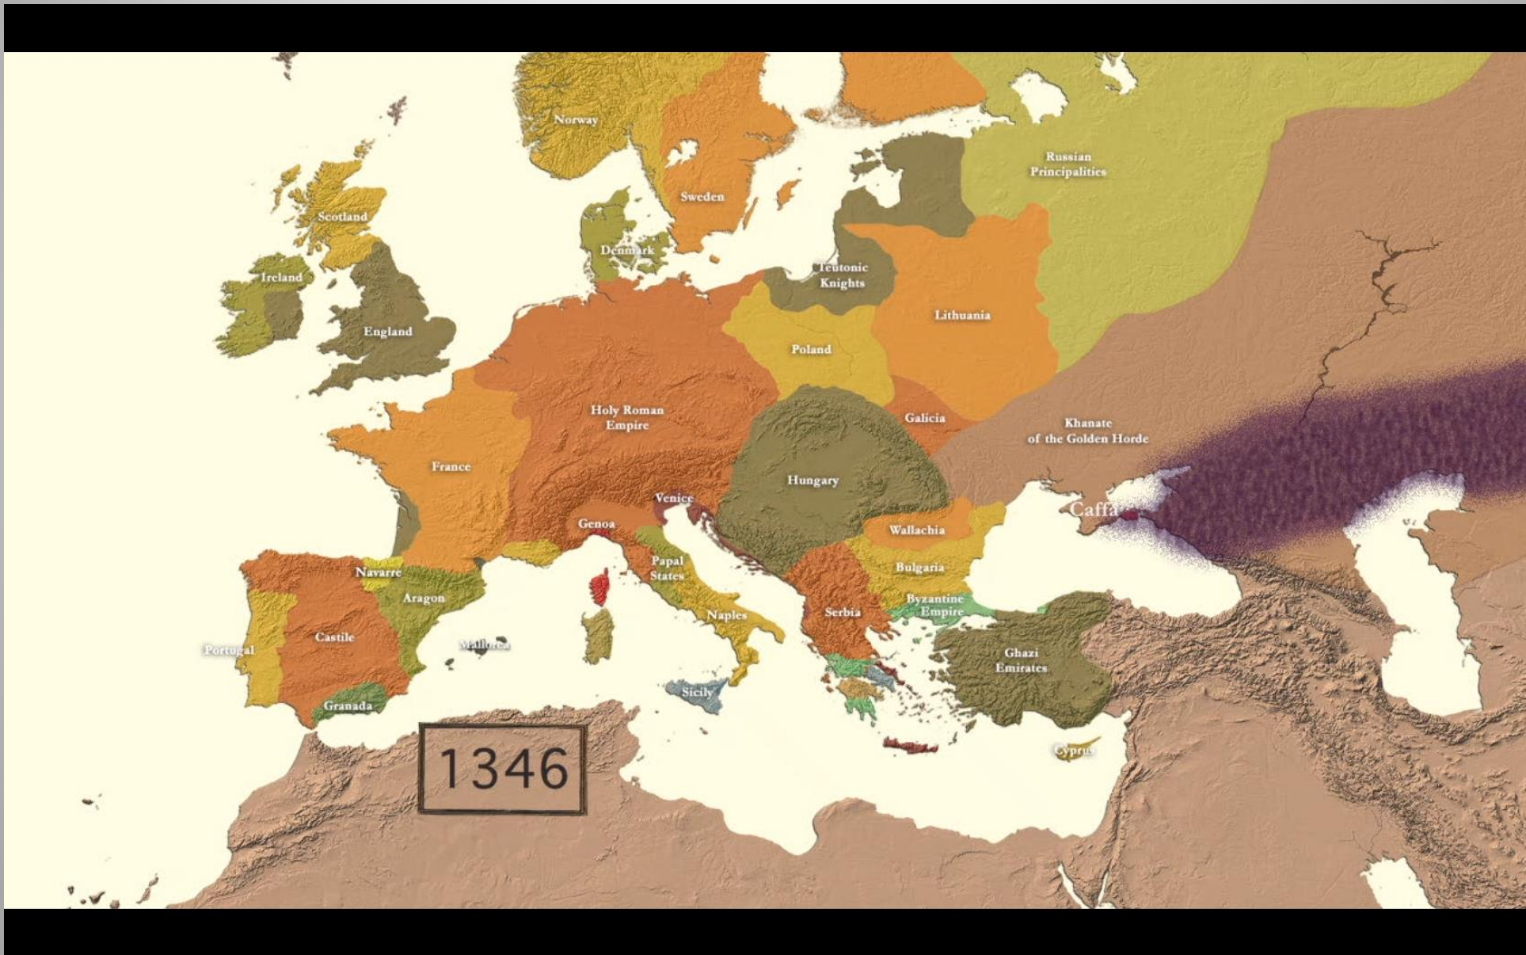 Norway
Russian
Principalities
Sweden
Scotland
Denmark
Ireland
Teutonic
Knights
England
Lithuania
Poland
Holy Roman
Empire
Galicia
Khanate
of the Golden Horde
France
Hungary
Venice
Caffa
Genoa
Wallachia
Navarre
Papal
States
Bulgaria
Aragon
Byzantine
Empire
Naples
Serbia
Castile
Portugal
Mallorca
Ghazi
Emirates
Sicily
Granada
Cyprus
1346